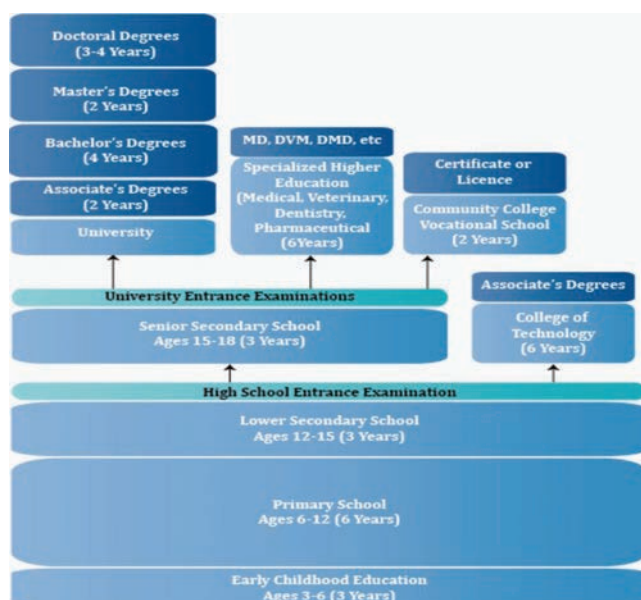 Doctoral Degrees
(3-4 Years)
Master's Degrees
(2 Years)
Bachelor's Degrees
(4 Years)
Associate's Degrees
(2 Years)
University
MD, DVM, DMD, etc
Specialized Higher
Education
(Medical, Veterinary,
Dentistry,
Pharmaceutical
(6Years)
Certificate or
Licence
Community College
Vocational School
(2 Years)
University Entrance Examinations
Senior Secondary School
Ages 15-18 (3 Years)
Associate's Degrees
College of
Technology
(6 Years)
High School Entrance Examination
Lower Secondary School
Ages 12-15 (3 Years)
Primary School
Ages 6-12 (6 Years)
Early Childhood Education
Ages 3-6 (3 Years)